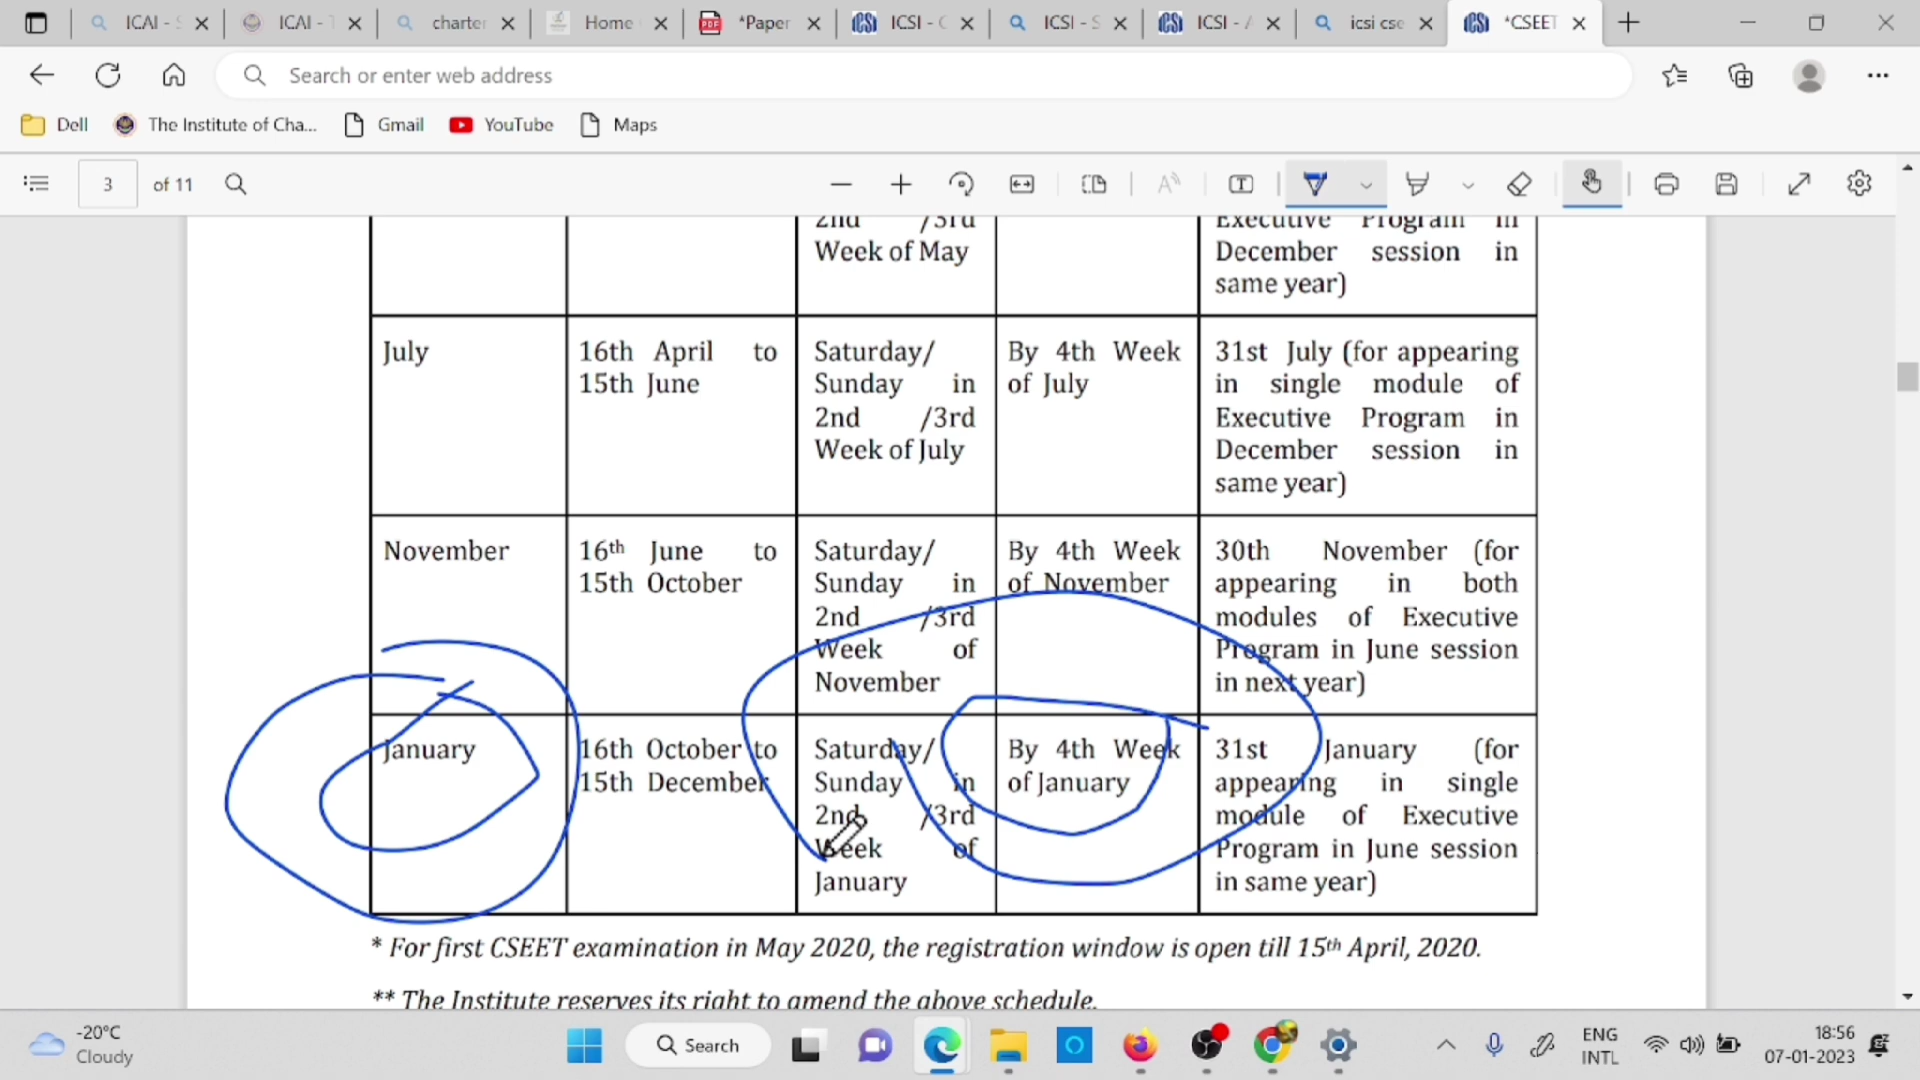 ICAI - S
ICAI - T
charter
Home
*Paper
ICSI - C
ICSI - S
ICSI - A
icsi cse
*CSEET
Search or enter web address
Dell
The Institute of Cha...
Gmail
YouTube
Maps
3
of 11
2nd /3rd
Week of May
Executive Program in
December session in
same year)
July
16th April to
15th June
Saturday/
Sunday in
2nd /3rd
Week of July
By 4th Week
of July
31st July (for appearing
in single module of
Executive Program in
December session in
same year)
November
16th June to
15th October
Saturday/
Sunday in
2nd /3rd
Week of
November
By 4th Week
of November
30th November (for
appearing in both
modules of Executive
Program in June session
in next year)
January
16th October to
15th December
Saturday/
Sunday in
2nd /3rd
Week of
January
By 4th Week
of January
31st January (for
appearing in single
module of Executive
Program in June session
in same year)
* For first CSEET examination in May 2020, the registration window is open till 15th April, 2020.
** The Institute reserves its right to amend the above schedule.
-20°C
Cloudy
Search
ENG
INTL
18:56
07-01-2023